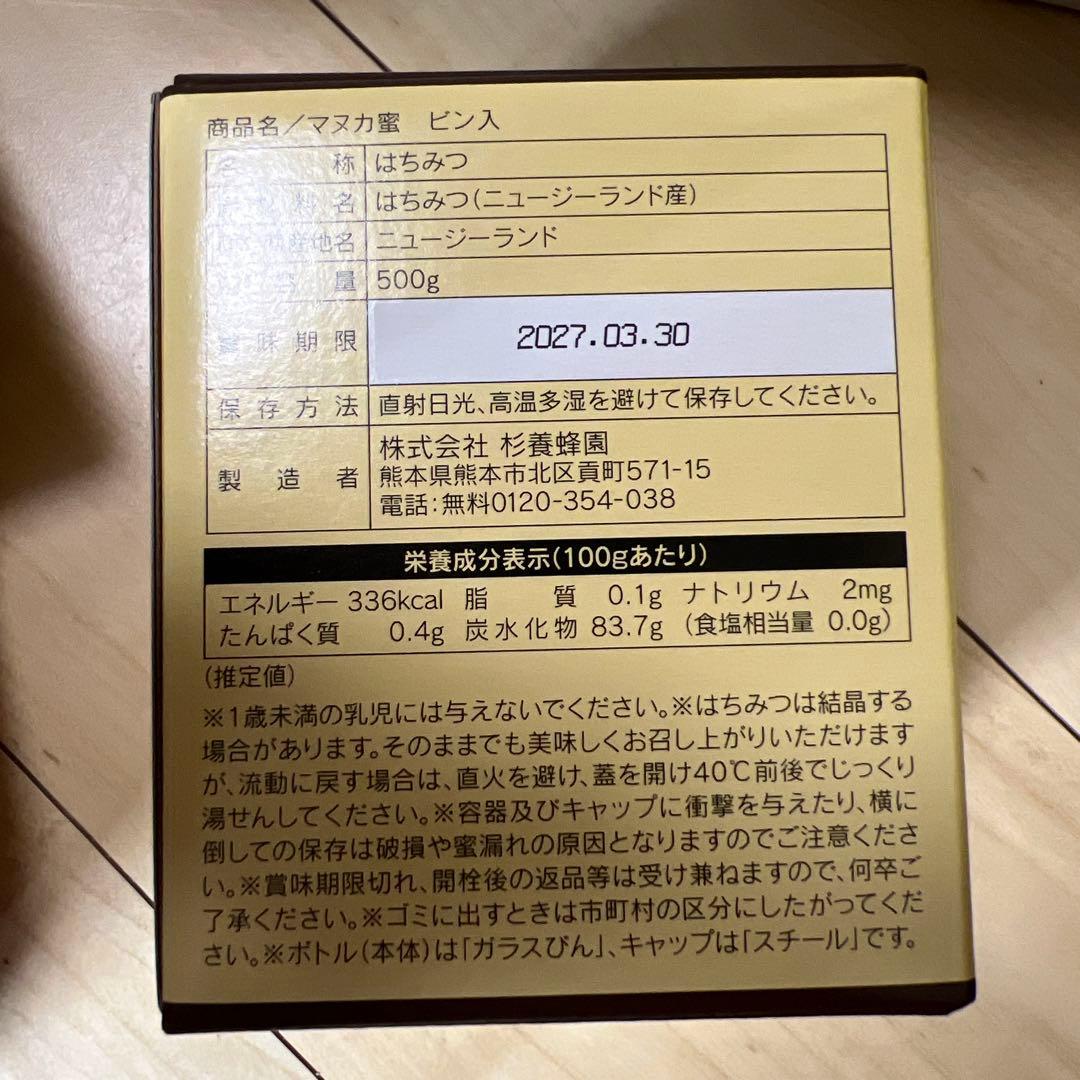 商品名／マヌカ蜜　ビン入
名称 はちみつ
原材料名 はちみつ(ニュージーランド産)
産地名 ニュージーランド
量 500g
賞味期限 2027.03.30
保存方法 直射日光、高温多湿を避けて保存してください。
株式会社 杉養蜂園
製造者 熊本県熊本市北区貢町571-15
電話：無料0120-354-038
栄養成分表示(100gあたり)
エネルギー 336kcal 脂質 0.1g ナトリウム 2mg
たんぱく質 0.4g 炭水化物 83.7g (食塩相当量 0.0g)
(推定値)
※1歳未満の乳児には与えないでください。※はちみつは結晶する
場合があります。そのままでも美味しくお召し上がりいただけます
が、流動に戻す場合は、直火を避け、蓋を開け40℃前後でじっくり
湯せんしてください。※容器及びキャップに衝撃を与えたり、横に
倒しての保存は破損や蜜漏れの原因となりますのでご注意くださ
い。※賞味期限切れ、開栓後の返品等は受け兼ねますので、何卒ご
了承ください。※ゴミに出すときは市町村の区分にしたがってくだ
さい。※ボトル(本体)は「ガラスびん」、キャップは「スチール」です。